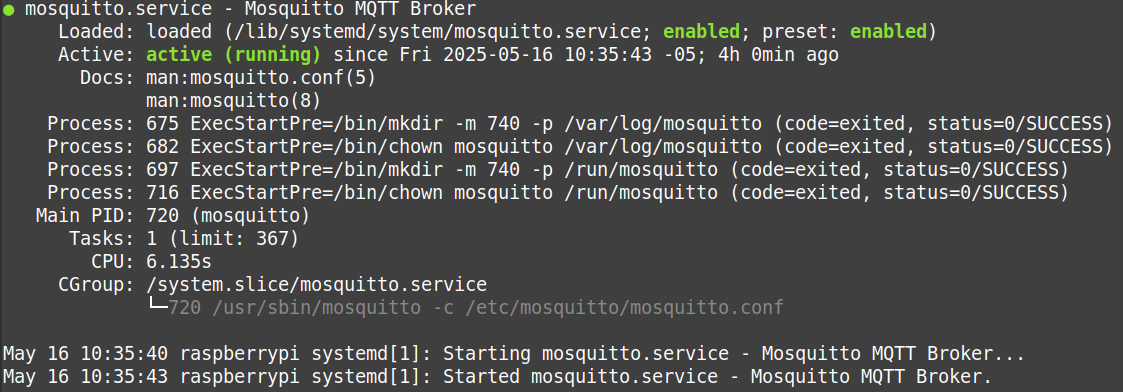 ● mosquitto.service - Mosquitto MQTT Broker
Loaded: loaded (/lib/systemd/system/mosquitto.service; enabled; preset: enabled)
Active: active (running) since Fri 2025-05-16 10:35:43 -05; 4h 0min ago
Docs: man:mosquitto.conf(5)
man:mosquitto(8)
Process: 675 ExecStartPre=/bin/mkdir -m 740 -p /var/log/mosquitto (code=exited, status=0/SUCCESS)
Process: 682 ExecStartPre=/bin/chown mosquitto /var/log/mosquitto (code=exited, status=0/SUCCESS)
Process: 697 ExecStartPre=/bin/mkdir -m 740 -p /run/mosquitto (code=exited, status=0/SUCCESS)
Process: 716 ExecStartPre=/bin/chown mosquitto /run/mosquitto (code=exited, status=0/SUCCESS)
Main PID: 720 (mosquitto)
Tasks: 1 (limit: 367)
CPU: 6.135s
CGroup: /system.slice/mosquitto.service
└─720 /usr/sbin/mosquitto -c /etc/mosquitto/mosquitto.conf
May 16 10:35:40 raspberrypi systemd[1]: Starting mosquitto.service - Mosquitto MQTT Broker...
May 16 10:35:43 raspberrypi systemd[1]: Started mosquitto.service - Mosquitto MQTT Broker.